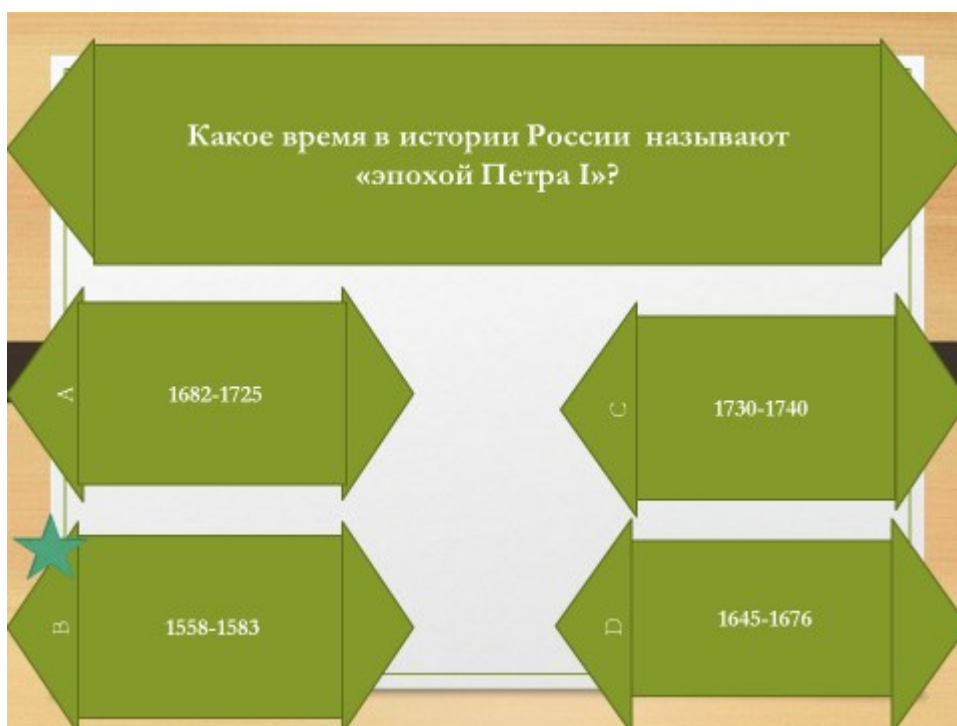 Какое время в истории России называют
«эпохой Петра I»?
A
1682-1725
C
1730-1740
B
1558-1583
D
1645-1676